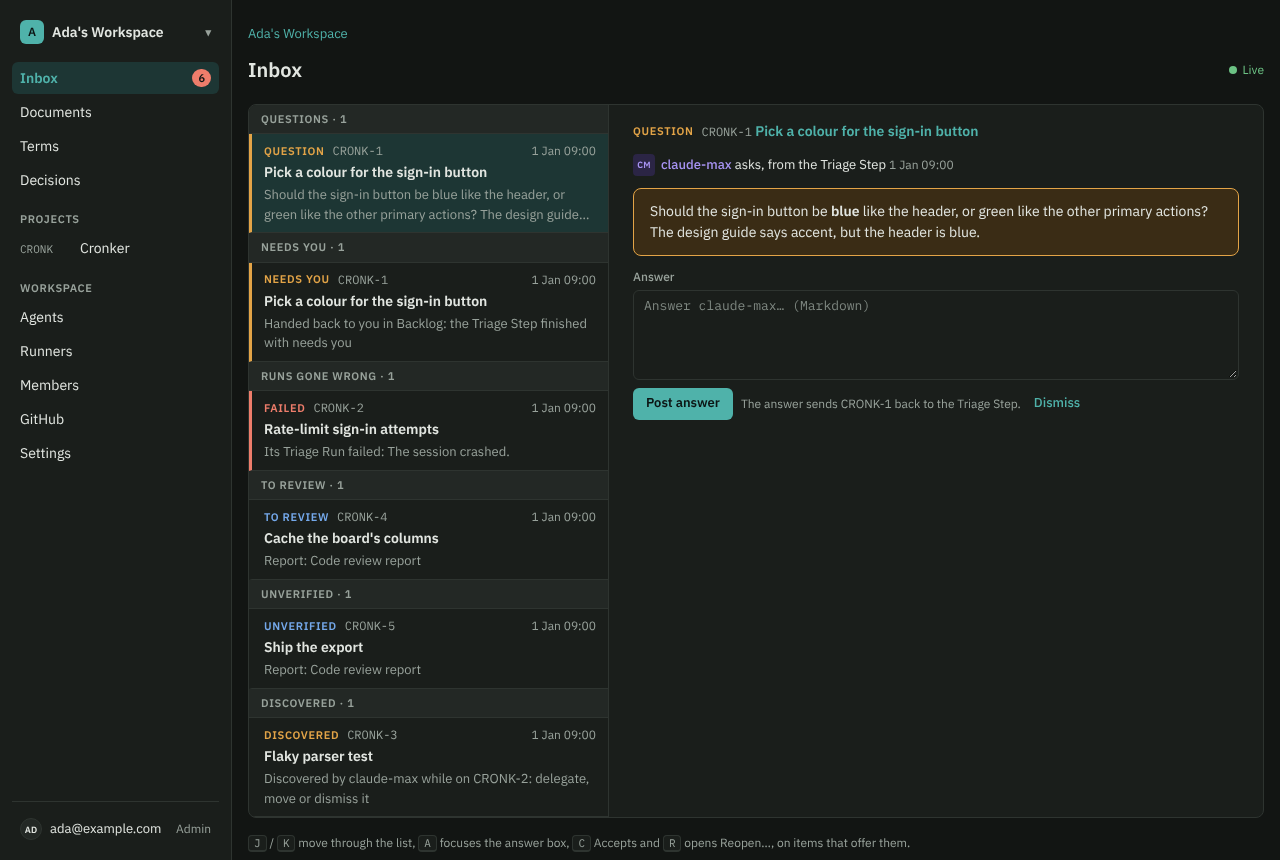 A Ada's Workspace ▾
Inbox 6
Documents
Terms
Decisions
PROJECTS
CRONK Cronker
WORKSPACE
Agents
Runners
Members
GitHub
Settings
AD ada@example.com Admin
Ada's Workspace
Inbox
Live
QUESTIONS · 1
QUESTION CRONK-1 1 Jan 09:00
Pick a colour for the sign-in button
Should the sign-in button be blue like the header, or
green like the other primary actions? The design guide…
NEEDS YOU · 1
NEEDS YOU CRONK-1 1 Jan 09:00
Pick a colour for the sign-in button
Handed back to you in Backlog: the Triage Step finished
with needs you
RUNS GONE WRONG · 1
FAILED CRONK-2 1 Jan 09:00
Rate-limit sign-in attempts
Its Triage Run failed: The session crashed.
TO REVIEW · 1
TO REVIEW CRONK-4 1 Jan 09:00
Cache the board's columns
Report: Code review report
UNVERIFIED · 1
UNVERIFIED CRONK-5 1 Jan 09:00
Ship the export
Report: Code review report
DISCOVERED · 1
DISCOVERED CRONK-3 1 Jan 09:00
Flaky parser test
Discovered by claude-max while on CRONK-2: delegate,
move or dismiss it
QUESTION CRONK-1 Pick a colour for the sign-in button
CM claude-max asks, from the Triage Step 1 Jan 09:00
Should the sign-in button be blue like the header, or green like the other primary actions?
The design guide says accent, but the header is blue.
Answer
Answer claude-max… (Markdown)
Post answer The answer sends CRONK-1 back to the Triage Step. Dismiss
J / K move through the list, A focuses the answer box, C Accepts and R opens Reopen…, on items that offer them.